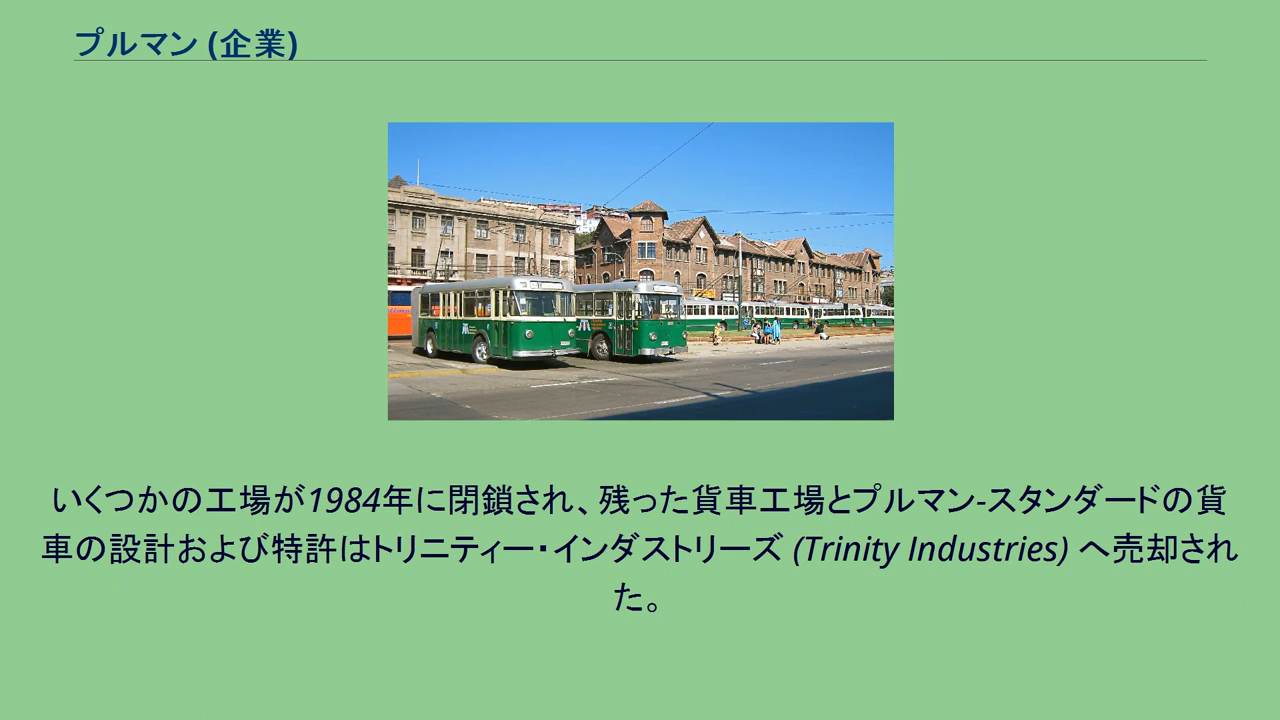 プルマン (企業)
いくつかの工場が1984年に閉鎖され、残った貨車工場とプルマン-スタンダードの貨
車の設計および特許はトリニティー・インダストリーズ (Trinity Industries) へ売却され
た。